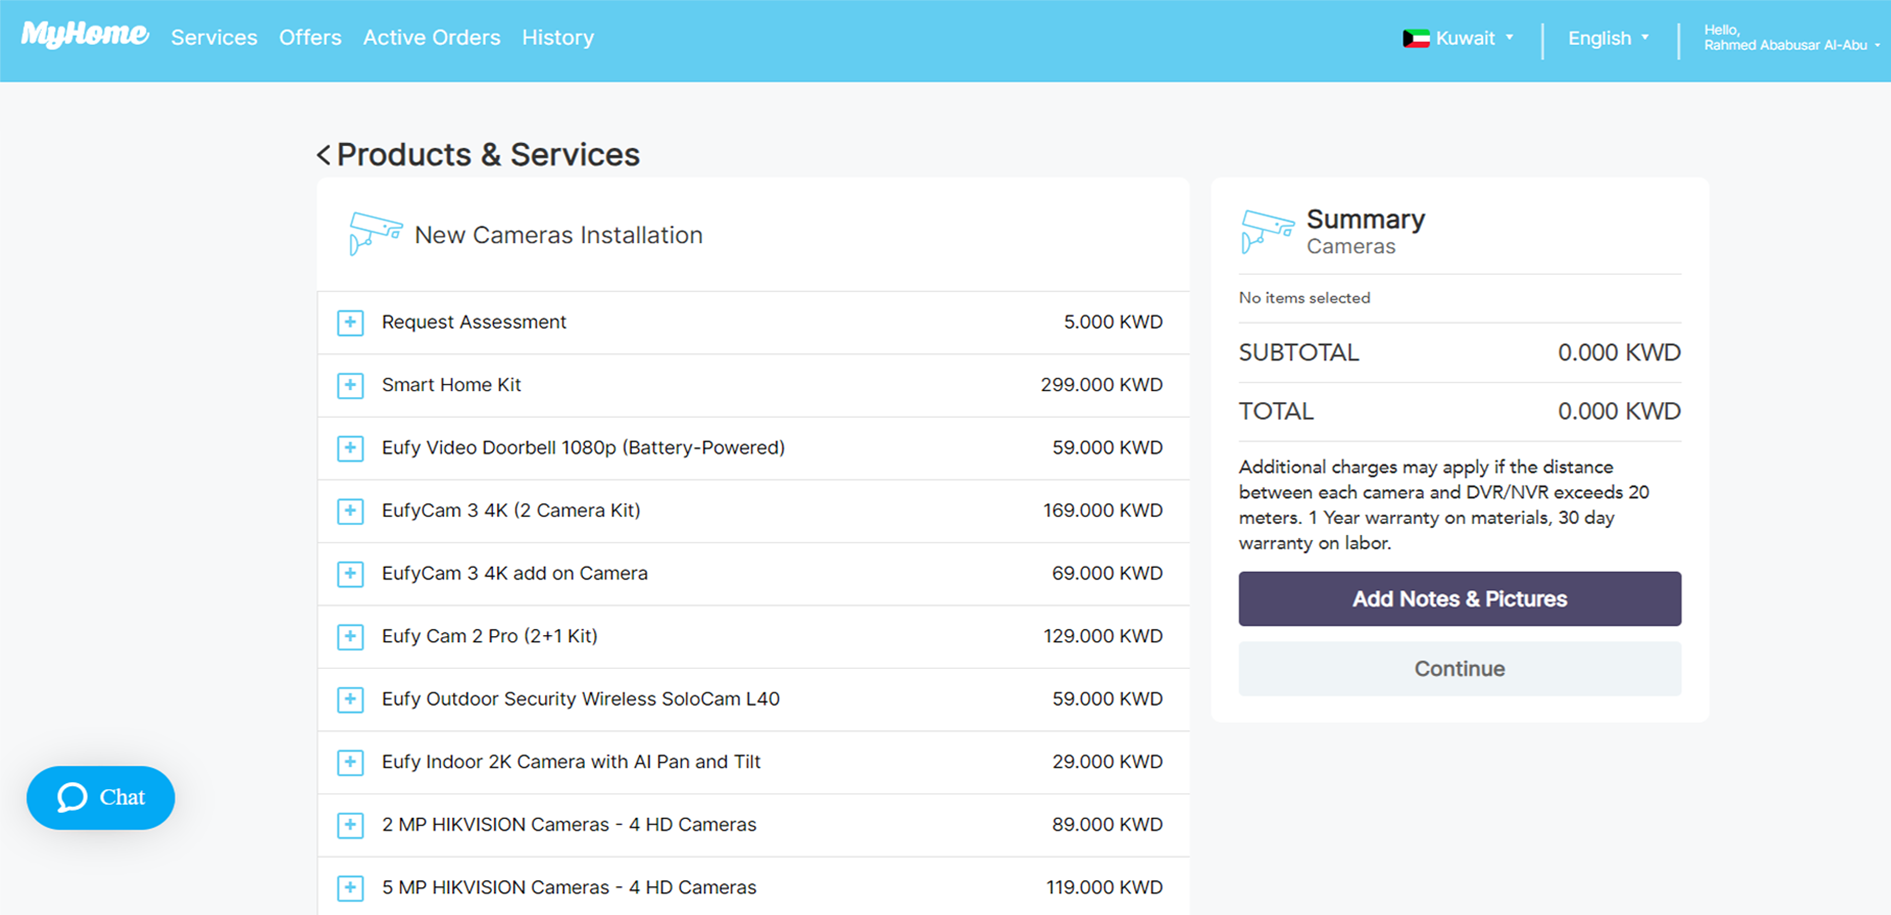 MyHome Services Offers Active Orders History Kuwait English Hello,
Rahmed Ababusar Al-Abu
Products & Services
New Cameras Installation
Request Assessment 5.000 KWD
Smart Home Kit 299.000 KWD
Eufy Video Doorbell 1080p (Battery-Powered) 59.000 KWD
EufyCam 3 4K (2 Camera Kit) 169.000 KWD
EufyCam 3 4K add on Camera 69.000 KWD
Eufy Cam 2 Pro (2+1 Kit) 129.000 KWD
Eufy Outdoor Security Wireless SoloCam L40 59.000 KWD
Eufy Indoor 2K Camera with AI Pan and Tilt 29.000 KWD
2 MP HIKVISION Cameras - 4 HD Cameras 89.000 KWD
5 MP HIKVISION Cameras - 4 HD Cameras 119.000 KWD
Summary
Cameras
No items selected
SUBTOTAL 0.000 KWD
TOTAL 0.000 KWD
Additional charges may apply if the distance
between each camera and DVR/NVR exceeds 20
meters. 1 Year warranty on materials, 30 day
warranty on labor.
Add Notes & Pictures
Continue
Chat